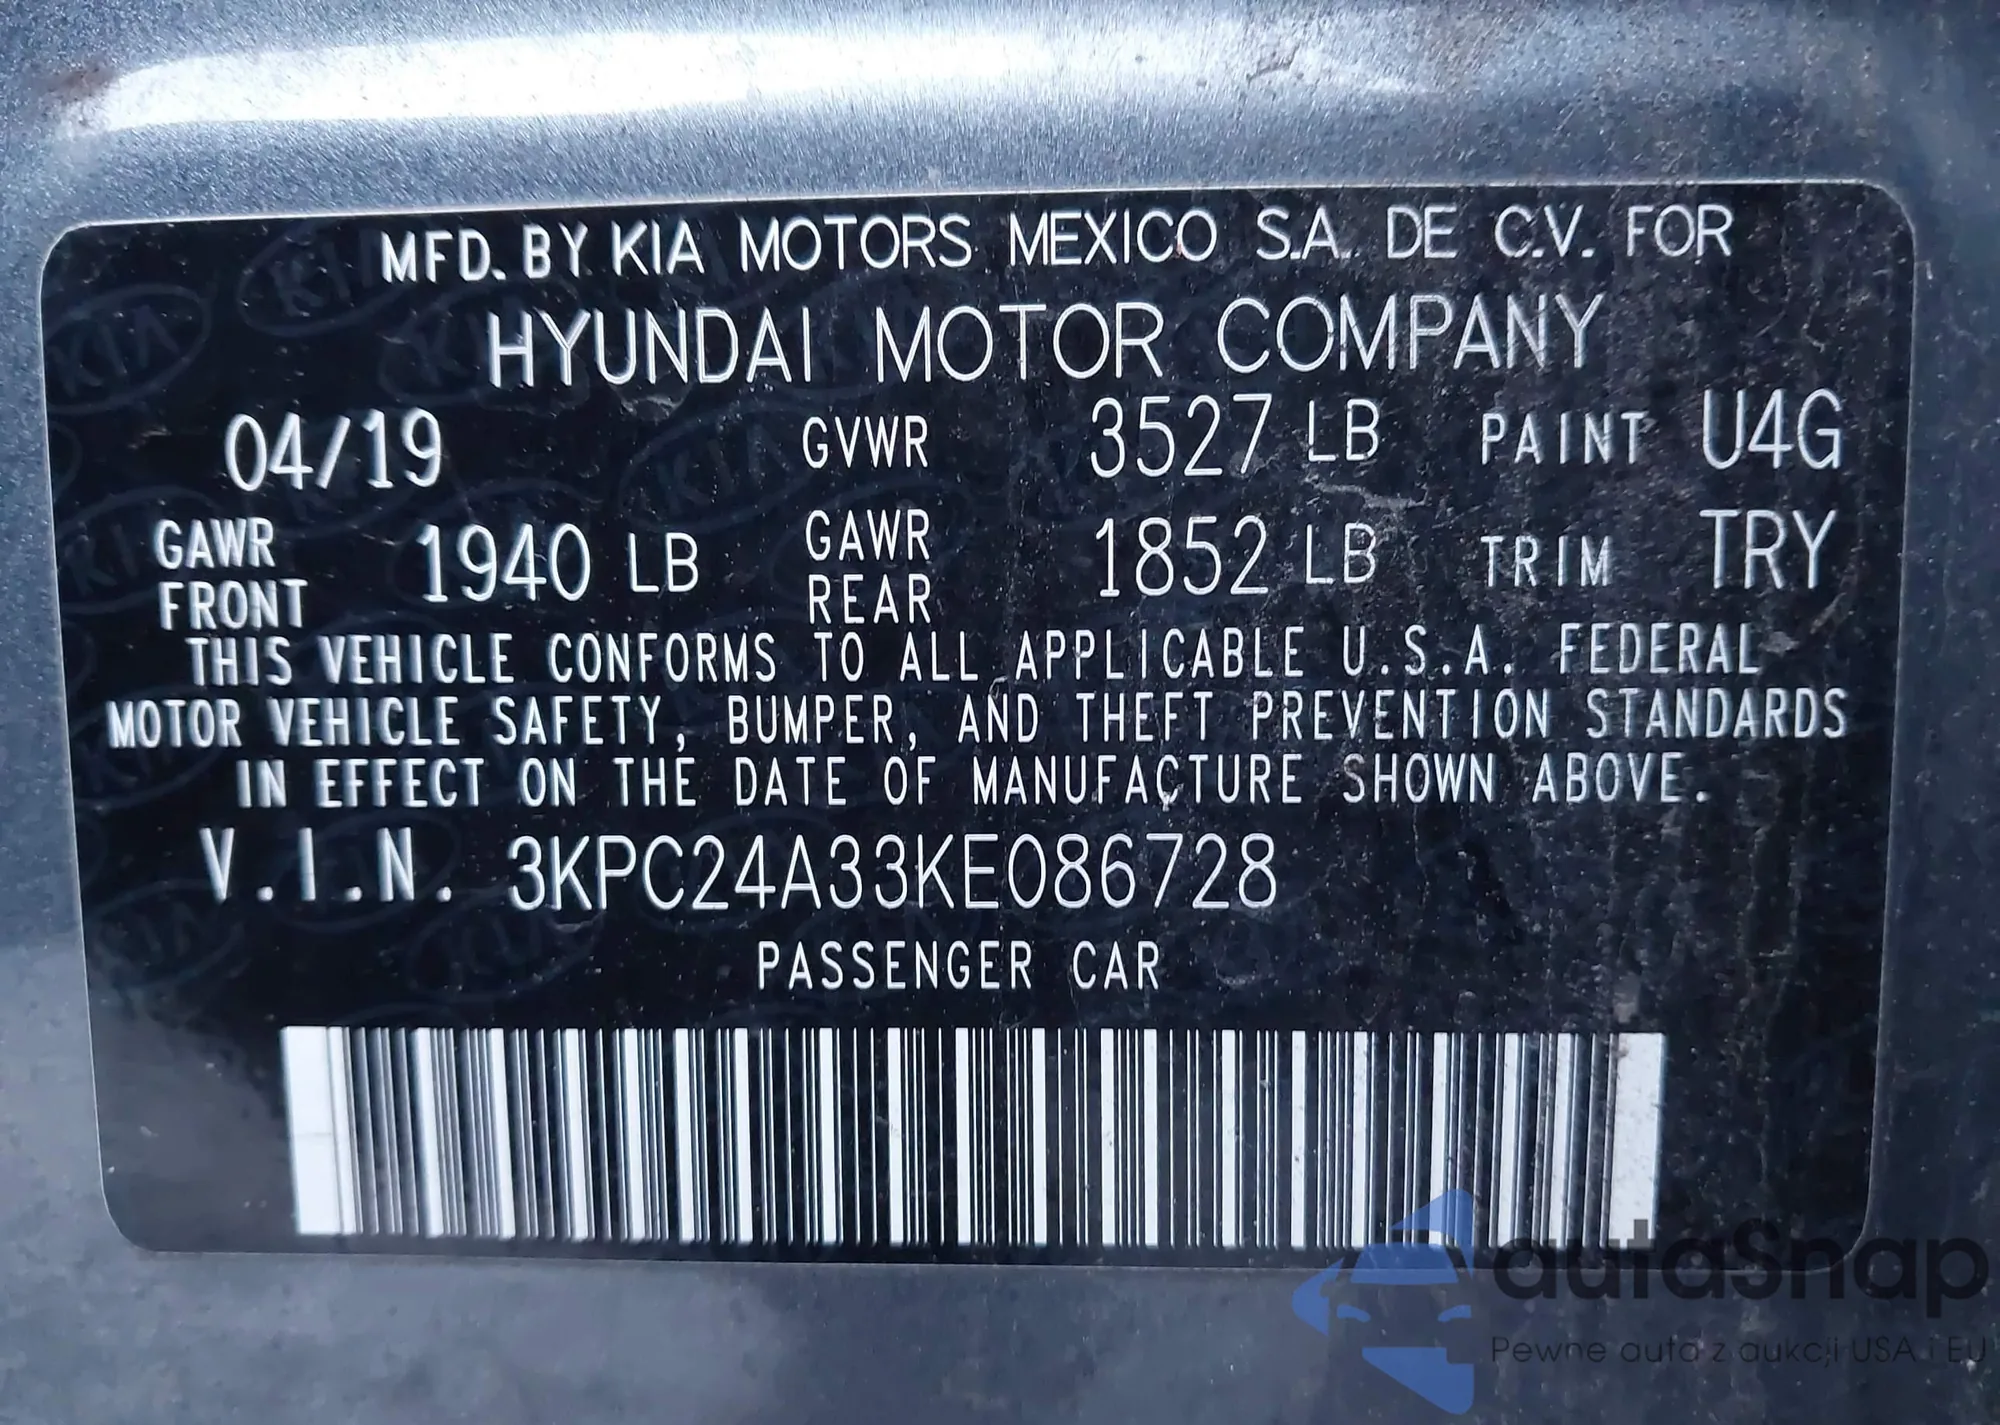 MFD. BY KIA MOTORS MEXICO S.A. DE C.V. FOR
HYUNDAI MOTOR COMPANY
04/19 GVWR 3527 LB PAINT U4G
GAWR FRONT 1940 LB GAWR REAR 1852 LB TRIM TRY
THIS VEHICLE CONFORMS TO ALL APPLICABLE U.S.A. FEDERAL
MOTOR VEHICLE SAFETY, BUMPER, AND THEFT PREVENTION STANDARDS
IN EFFECT ON THE DATE OF MANUFACTURE SHOWN ABOVE.
V.I.N. 3KPC24A33KE086728
PASSENGER CAR
autaSnap
Pewne auta z aukcji USA i EU